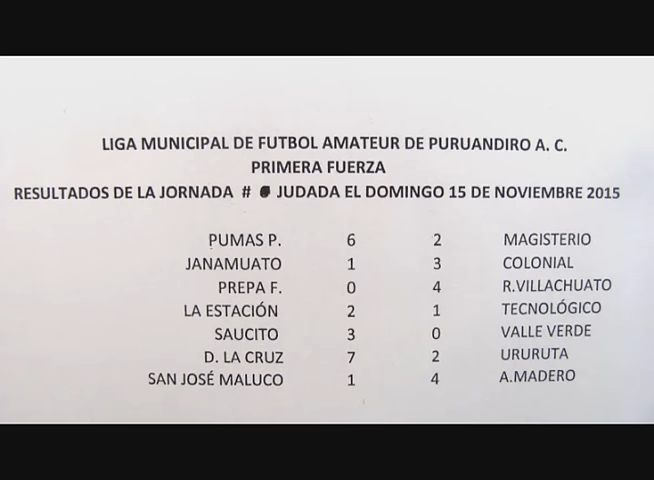 LIGA MUNICIPAL DE FUTBOL AMATEUR DE PURUANDIRO A. C.
PRIMERA FUERZA
RESULTADOS DE LA JORNADA # JUDADA EL DOMINGO 15 DE NOVIEMBRE 2015
PUMAS P. 6 2 MAGISTERIO
JANAMUATO 1 3 COLONIAL
PREPA F. 0 4 R.VILLACHUATO
LA ESTACIÓN 2 1 TECNOLÓGICO
SAUCITO 3 0 VALLE VERDE
D. LA CRUZ 7 2 URURUTA
SAN JOSÉ MALUCO 1 4 A.MADERO